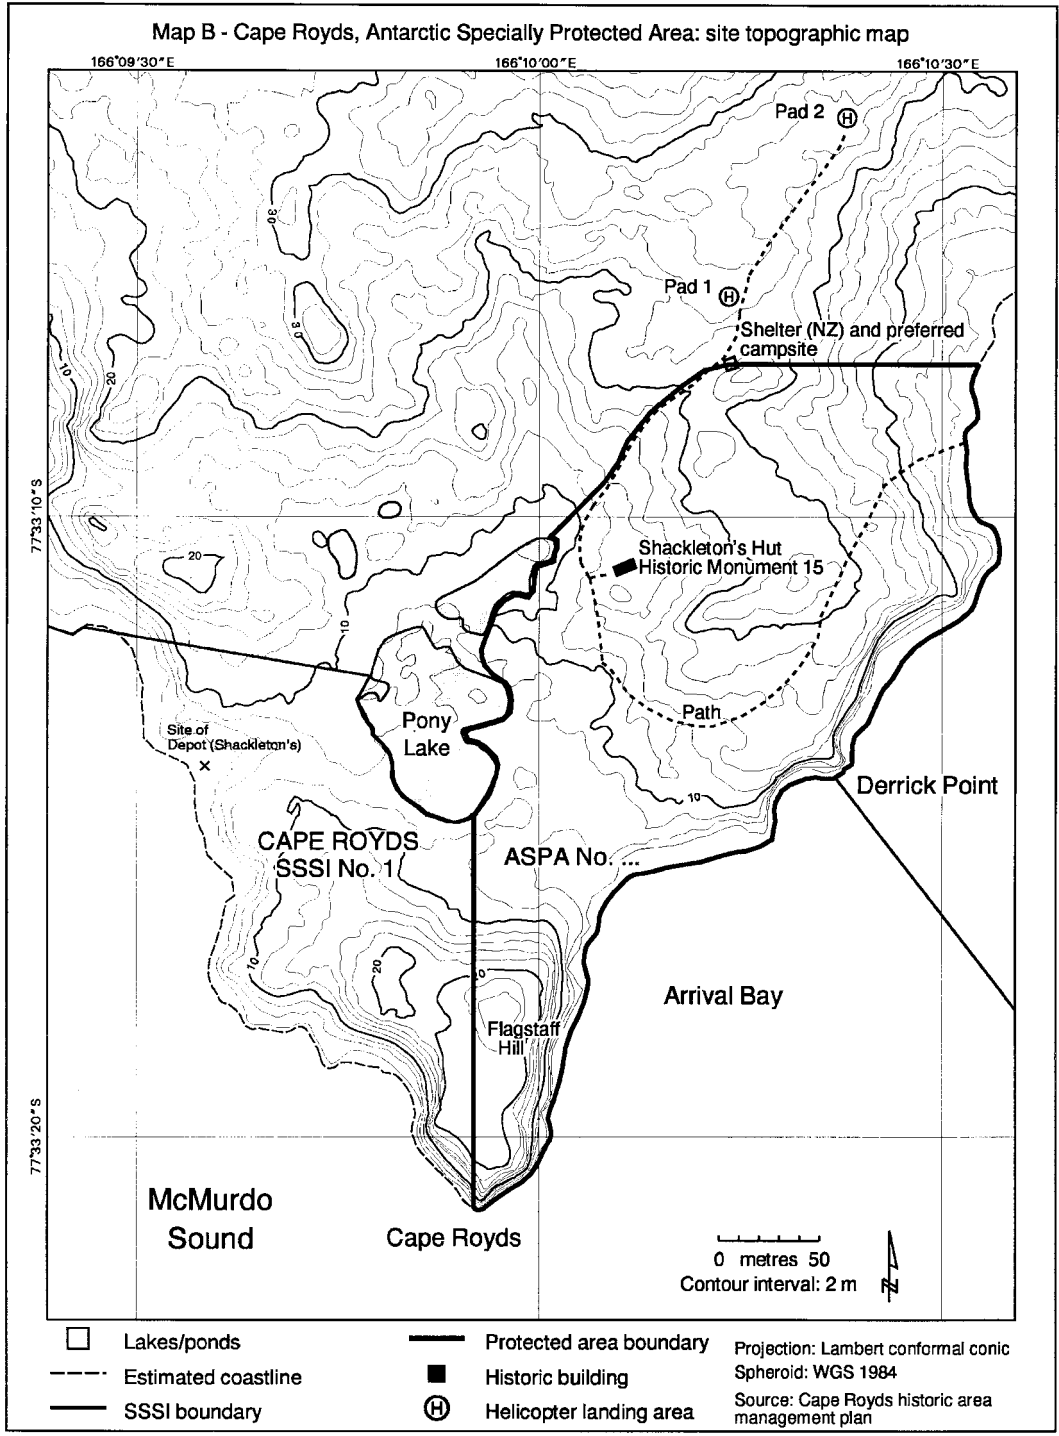 Map B - Cape Royds, Antarctic Specially Protected Area: site topographic map
166°09'30"E
166°10'00"E
166°10'30"E
Pad 2
H
30
Pad 1
H
30
Shelter (NZ) and preferred
campsite
10
20
77°33'10"S
Shackleton's Hut
Historic Monument 15
20
10
Pony
Lake
Path
Site of
Depot (Shackleton's)
10
Derrick Point
CAPE ROYDS
SSSI No. 1
ASPA No. ...
10
20
20
Arrival Bay
Flagstaff
Hill
77°33'20"S
McMurdo
Sound
Cape Royds
0 metres 50
Contour interval: 2 m
N
Lakes/ponds
Estimated coastline
SSSI boundary
Protected area boundary
Historic building
H
Helicopter landing area
Projection: Lambert conformal conic
Spheroid: WGS 1984
Source: Cape Royds historic area
management plan